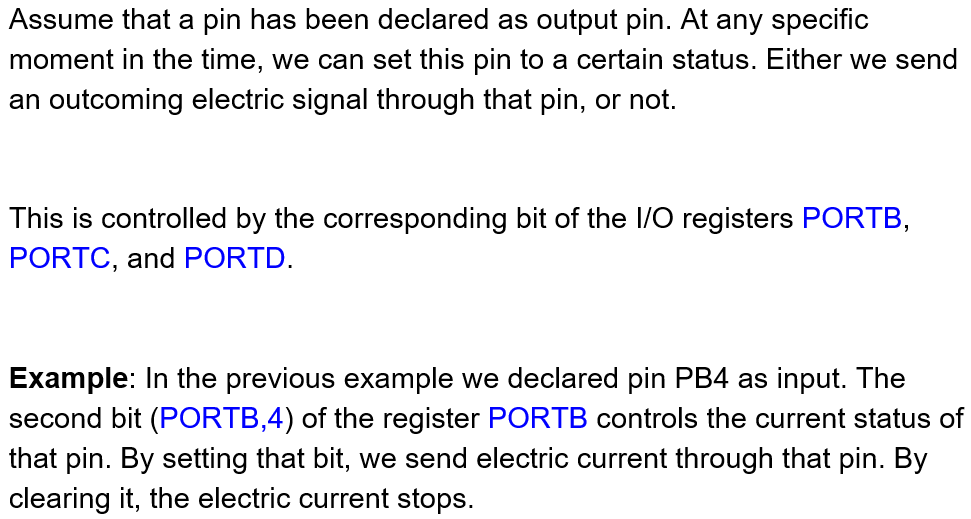 Assume that a pin has been declared as output pin. At any specific
moment in the time, we can set this pin to a certain status. Either we send
an outcoming electric signal through that pin, or not.
This is controlled by the corresponding bit of the I/O registers PORTB,
PORTC, and PORTD.
Example: In the previous example we declared pin PB4 as input. The
second bit (PORTB,4) of the register PORTB controls the current status of
that pin. By setting that bit, we send electric current through that pin. By
clearing it, the electric current stops.